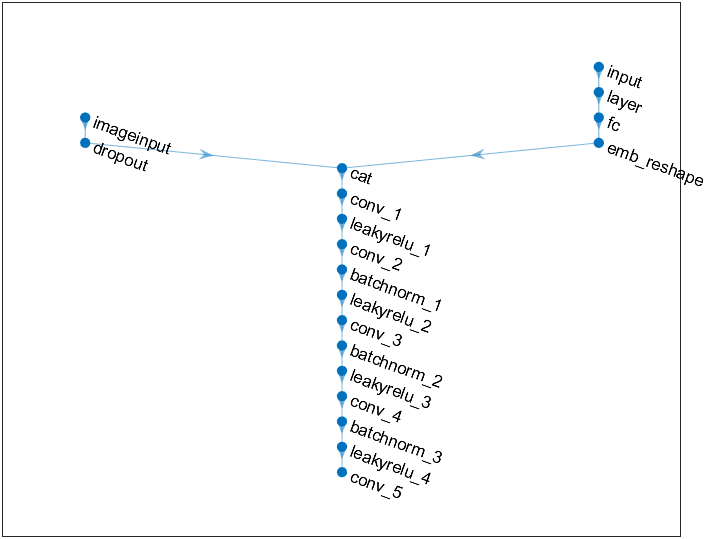 input
layer
fc
emb_reshape
imageinput
dropout
cat
conv_1
leakyrelu_1
conv_2
batchnorm_1
leakyrelu_2
conv_3
batchnorm_2
leakyrelu_3
conv_4
batchnorm_3
leakyrelu_4
conv_5